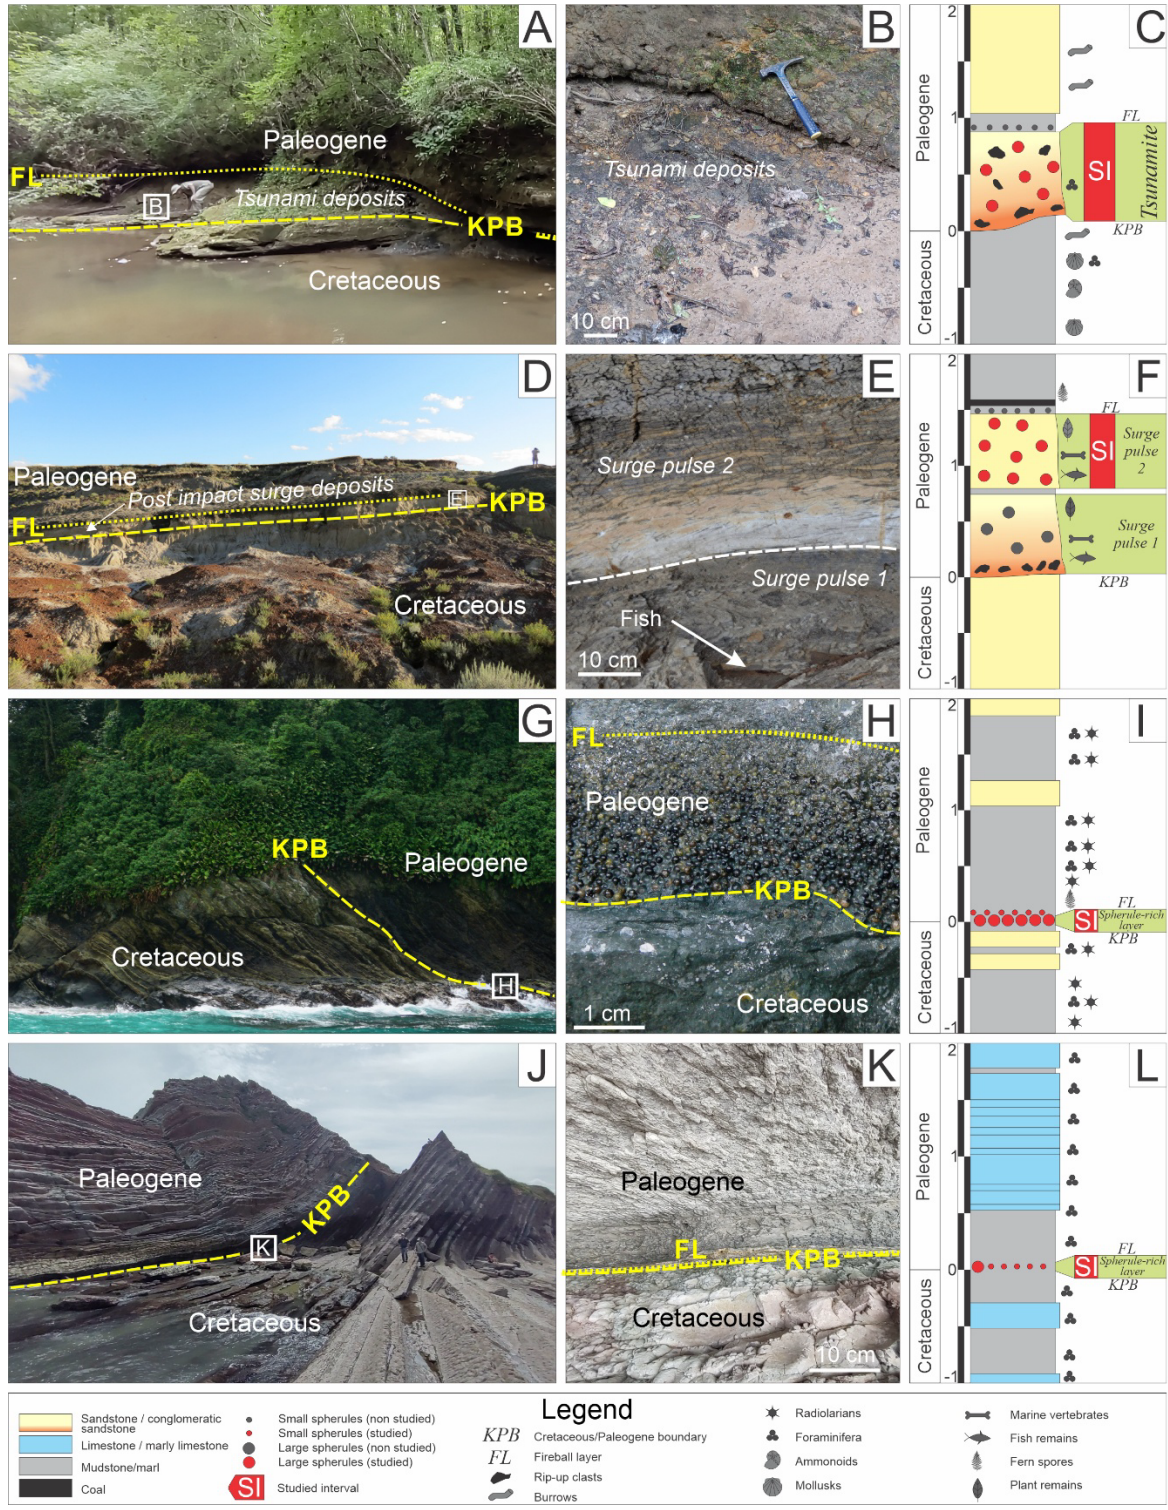 A
Paleogene
FL
B
Tsunami deposits
KPB
Cretaceous
B
Tsunami deposits
10 cm
C
2
Paleogene
1
FL
SI
Tsunamite
KPB
0
Cretaceous
-1
D
Paleogene
Post impact surge deposits
E
KPB
FL
Cretaceous
E
Surge pulse 2
Surge pulse 1
Fish
10 cm
F
2
Paleogene
FL
SI
Surge
pulse
2
1
Surge
pulse 1
KPB
0
Cretaceous
-1
G
KPB
Paleogene
Cretaceous
H
H
FL
Paleogene
KPB
Cretaceous
1 cm
I
2
Paleogene
1
FL
SI
Spherule-rich
layer
KPB
0
Cretaceous
-1
J
Paleogene
KPB
K
Cretaceous
K
Paleogene
FL
KPB
Cretaceous
10 cm
L
2
Paleogene
1
FL
SI
Spherule-rich
layer
KPB
0
Cretaceous
-1
Legend
Sandstone / conglomeratic
sandstone
Limestone / marly limestone
Mudstone/marl
Coal
Small spherules (non studied)
Small spherules (studied)
Large spherules (non studied)
Large spherules (studied)
SI Studied interval
KPB Cretaceous/Paleogene boundary
FL Fireball layer
Rip-up clasts
Burrows
Radiolarians
Foraminifera
Ammonoids
Mollusks
Marine vertebrates
Fish remains
Fern spores
Plant remains